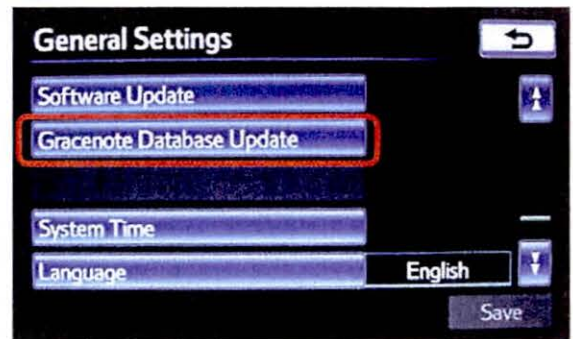 General Settings
Software Update
Gracenote Database Update
System Time
Language English
Save